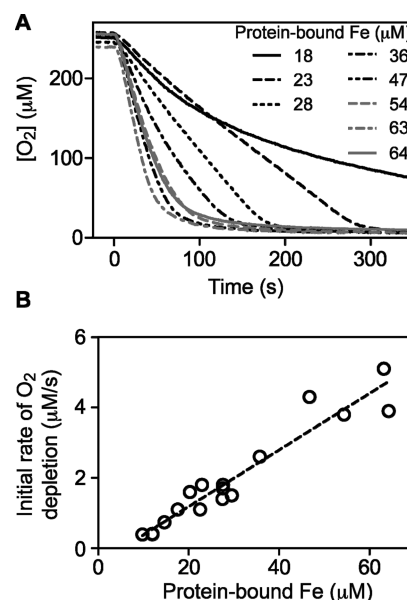 A
Protein-bound Fe (μM)
18 36
23 47
28 54
63
64
200
100
0
[O2] (μM)
0 100 200 300
Time (s)
B
6
4
2
0
Initial rate of O2
depletion (μM/s)
0 20 40 60
Protein-bound Fe (μM)